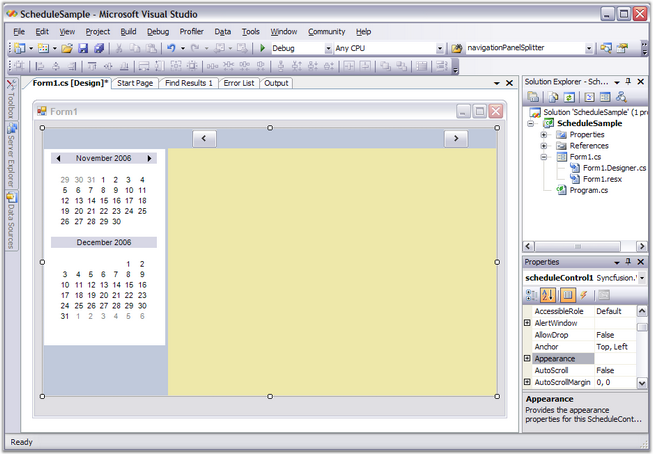 ScheduleSample - Microsoft Visual Studio
File Edit View Project Build Debug Profiler Data Tools Window Community Help
Debug Any CPU navigationPanelSplitter
Form1.cs [Design]* Start Page Find Results 1 Error List Output
Toolbox
Server Explorer
Data Sources
Form1
November 2006
29 30 31 1 2 3 4
5 6 7 8 9 10 11
12 13 14 15 16 17 18
19 20 21 22 23 24 25
26 27 28 29 30
December 2006
1 2
3 4 5 6 7 8 9
10 11 12 13 14 15 16
17 18 19 20 21 22 23
24 25 26 27 28 29 30
31 1 2 3 4 5 6
Solution Explorer - Sch...
Solution 'ScheduleSample' (1 pr
ScheduleSample
Properties
References
Form1.cs
Form1.Designer.cs
Form1.resx
Program.cs
Properties
scheduleControl1 Syncfusion.
AccessibleRole Default
AlertWindow
AllowDrop False
Anchor Top, Left
Appearance
AutoScroll False
AutoScrollMargin 0, 0
Appearance
Provides the appearance
properties for this ScheduleCont...
Ready